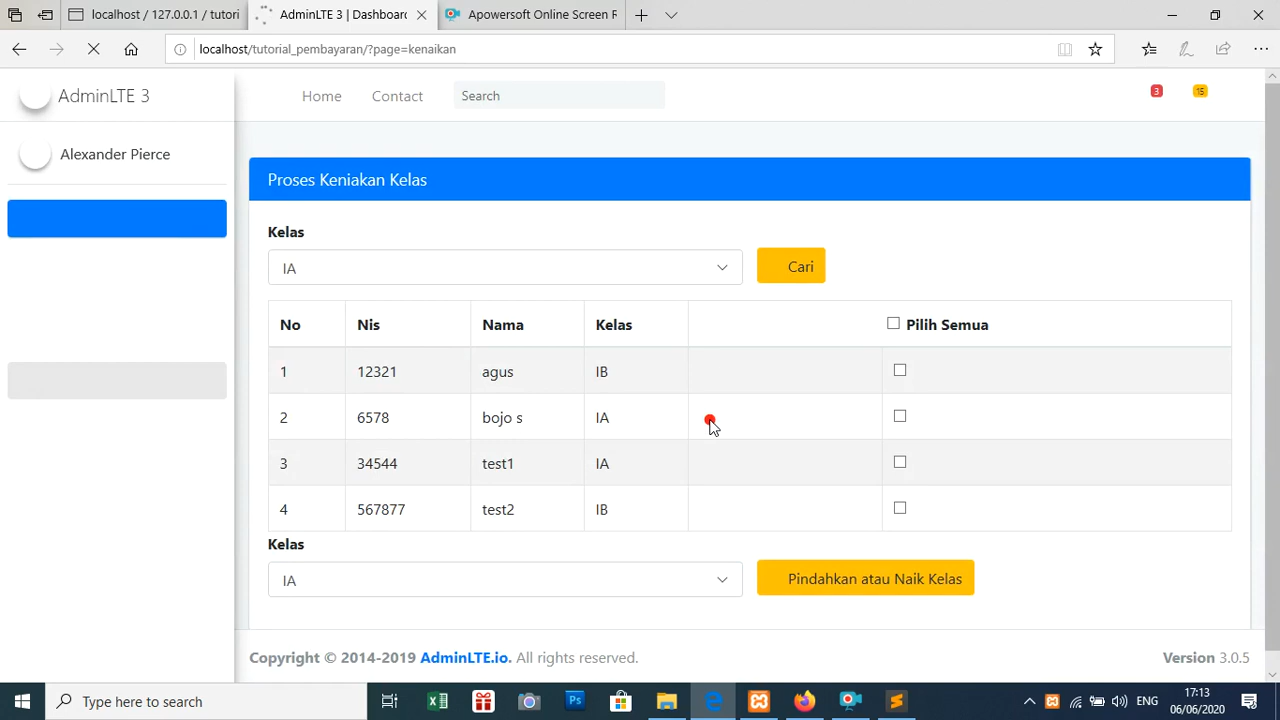 localhost / 127.0.0.1 / tutori
AdminLTE 3 | Dashboard
Apowersoft Online Screen R
localhost/tutorial_pembayaran/?page=kenaikan
AdminLTE 3
Home
Contact
Search
3
15
Alexander Pierce
Proses Keniakan Kelas
Kelas
IA
Cari
No Nis Nama Kelas Pilih Semua
1 12321 agus IB
2 6578 bojo s IA
3 34544 test1 IA
4 567877 test2 IB
Kelas
IA
Pindahkan atau Naik Kelas
Copyright © 2014-2019 AdminLTE.io. All rights reserved.
Version 3.0.5
Type here to search
Ps
ENG
17:13
06/06/2020